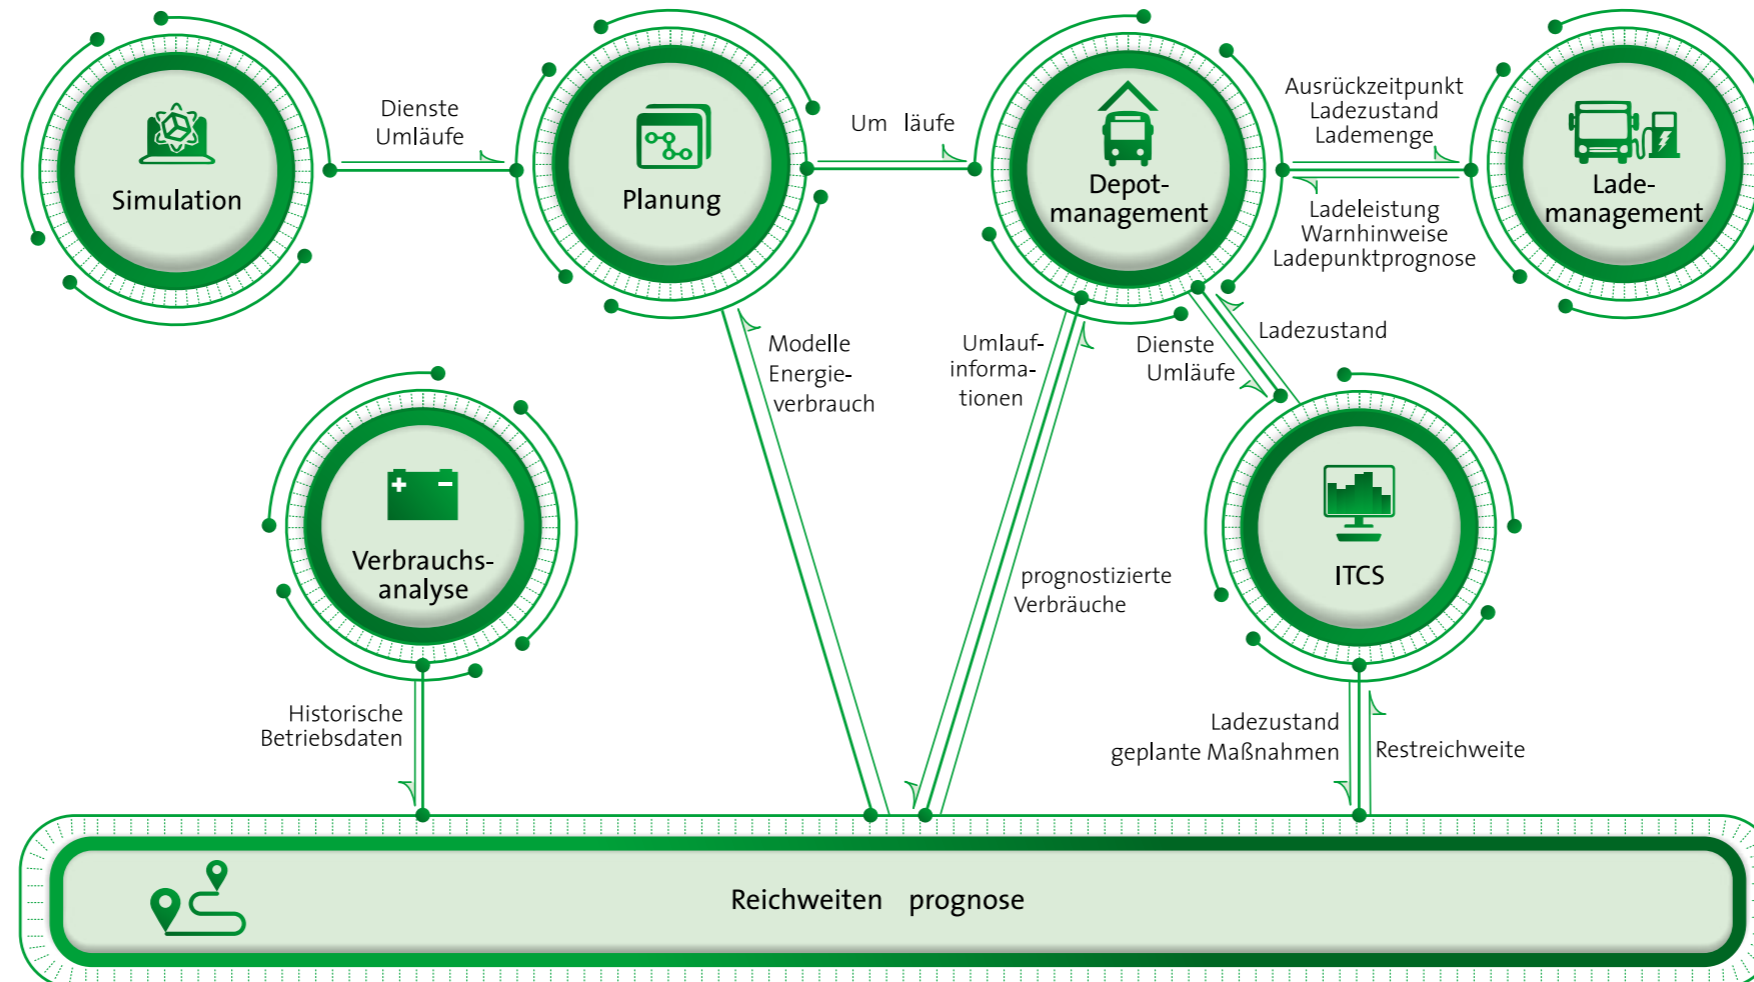 Dienste
Umläufe
Simulation
Planung
Um läufe
Depot-
management
Ausrückzeitpunkt
Ladezustand
Lademenge
Ladeleistung
Warnhinweise
Ladepunktprognose
Lade-
management
Modelle
Energie-
verbrauch
Umlauf-
informa-
tionen
Dienste
Umläufe
Ladezustand
Verbrauchs-
analyse
prognostizierte
Verbräuche
ITCS
Historische
Betriebsdaten
Ladezustand
geplante Maßnahmen
Restreichweite
Reichweiten prognose